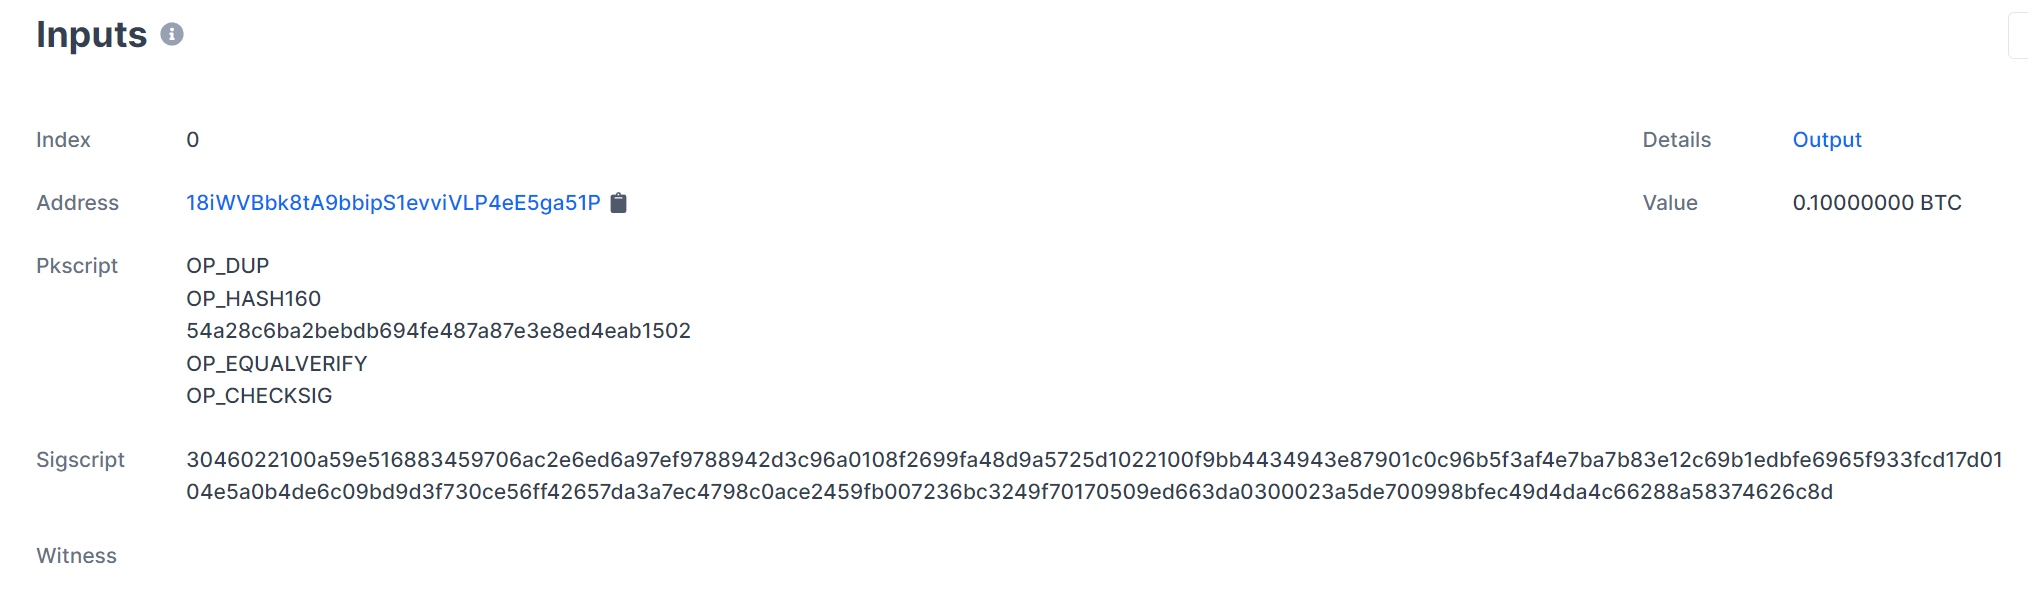 Inputs
Index 0 Details Output
Address 18iWVBbk8tA9bbipS1evviVLP4eE5ga51P Value 0.10000000 BTC
Pkscript OP_DUP
OP_HASH160
54a28c6ba2bebdb694fe487a87e3e8ed4eab1502
OP_EQUALVERIFY
OP_CHECKSIG
Sigscript 3046022100a59e516883459706ac2e6ed6a97ef9788942d3c96a0108f2699fa48d9a5725d1022100f9bb4434943e87901c0c96b5f3af4e7ba7b83e12c69b1edbfe6965f933fcd17d01
04e5a0b4de6c09bd9d3f730ce56ff42657da3a7ec4798c0ace2459fb007236bc3249f70170509ed663da0300023a5de700998bfec49d4da4c66288a58374626c8d
Witness